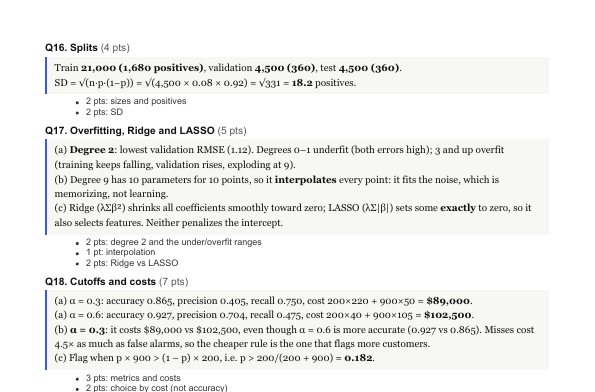 Q16. Splits (4 pts)
Train 21,000 (1,680 positives), validation 4,500 (360), test 4,500 (360).
SD = √(n·p·(1–p)) = √(4,500 × 0.08 × 0.92) = √331 = 18.2 positives.
• 2 pts: sizes and positives
• 2 pts: SD
Q17. Overfitting, Ridge and LASSO (5 pts)
(a) Degree 2: lowest validation RMSE (1.12). Degrees 0–1 underfit (both errors high); 3 and up overfit
(training keeps falling, validation rises, exploding at 9).
(b) Degree 9 has 10 parameters for 10 points, so it interpolates every point: it fits the noise, which is
memorizing, not learning.
(c) Ridge (λΣβ²) shrinks all coefficients smoothly toward zero; LASSO (λΣ|β|) sets some exactly to zero, so it
also selects features. Neither penalizes the intercept.
• 2 pts: degree 2 and the under/overfit ranges
• 1 pt: interpolation
• 2 pts: Ridge vs LASSO
Q18. Cutoffs and costs (7 pts)
(a) α = 0.3: accuracy 0.865, precision 0.405, recall 0.750, cost 200×220 + 900×50 = $89,000.
(a) α = 0.6: accuracy 0.927, precision 0.704, recall 0.475, cost 200×40 + 900×105 = $102,500.
(b) α = 0.3: it costs $89,000 vs $102,500, even though α = 0.6 is more accurate (0.927 vs 0.865). Misses cost
4.5× as much as false alarms, so the cheaper rule is the one that flags more customers.
(c) Flag when p × 900 > (1 − p) × 200, i.e. p > 200/(200 + 900) = 0.182.
• 3 pts: metrics and costs
• 2 pts: choice by cost (not accuracy)